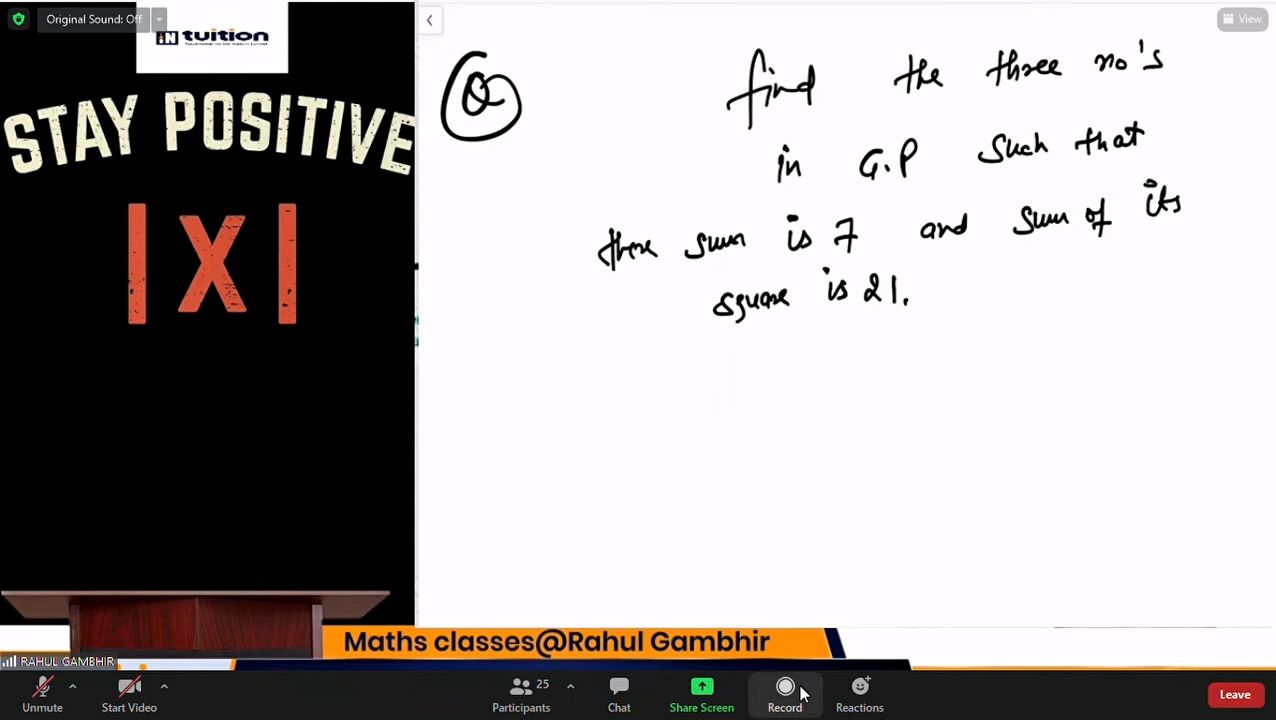 Original Sound: Off
View
INtuition
STAY POSITIVE
|X|
Q
find the three no's
in G.P such that
there sum is 7 and sum of its
square is 21.
Maths classes@Rahul Gambhir
RAHUL GAMBHIR
Unmute
Start Video
25
Participants
Chat
Share Screen
Record
Reactions
Leave